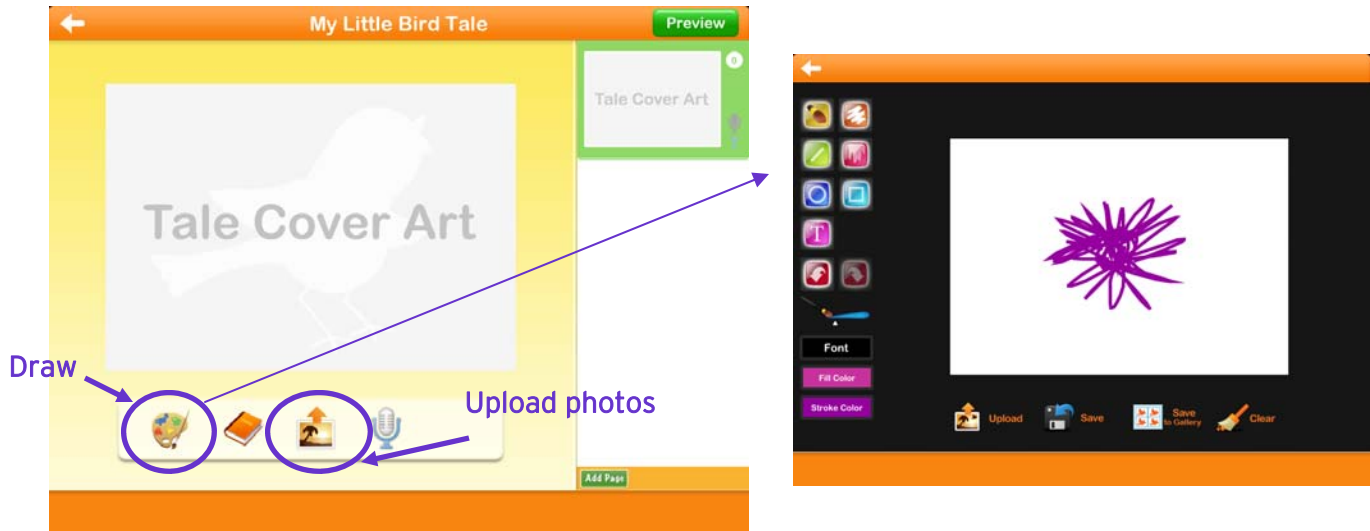 My Little Bird Tale
Preview
0
Tale Cover Art
Tale Cover Art
Draw
Upload photos
Add Page
T
Font
Fill Color
Stroke Color
Upload
Save
Save
to Gallery
Clear